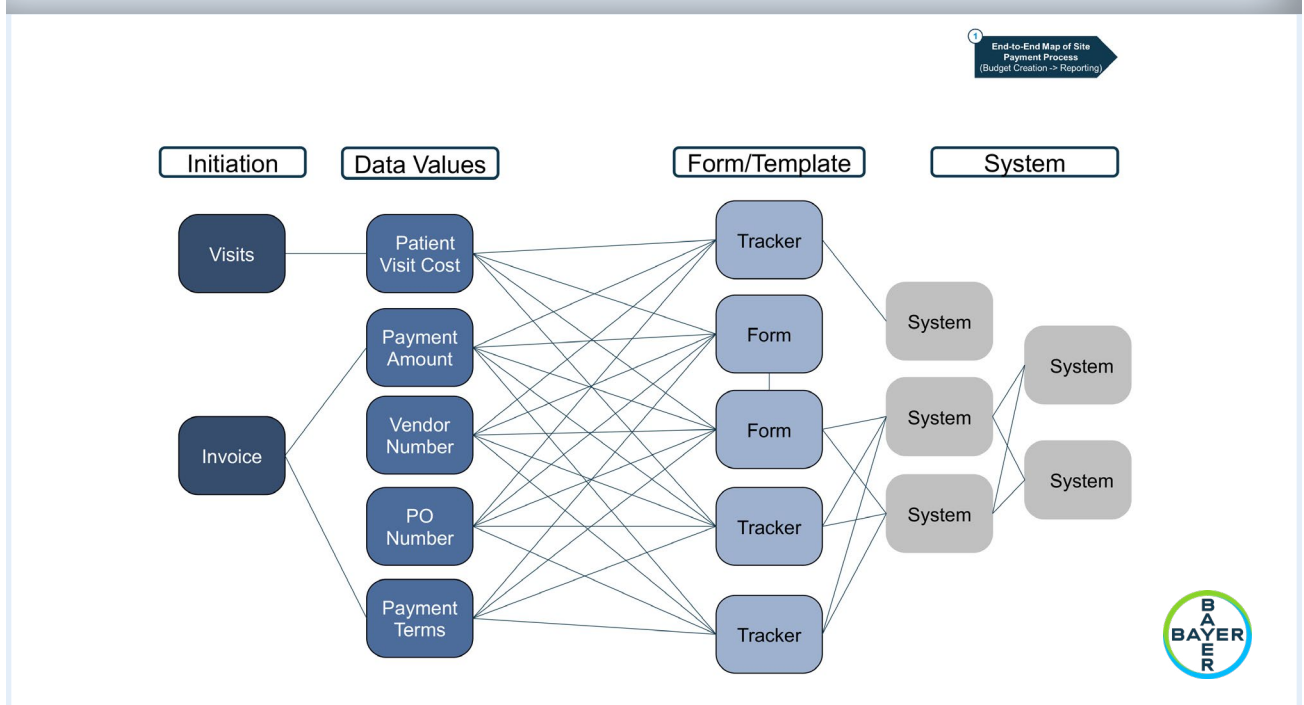 1
End-to-End Map of Site
Payment Process
(Budget Creation -> Reporting)
Initiation
Data Values
Form/Template
System
Visits
Patient
Visit Cost
Tracker
System
Payment
Amount
Form
System
Vendor
Number
Form
System
Invoice
PO
Number
Tracker
System
System
Payment
Terms
Tracker
BAYER
BAYER